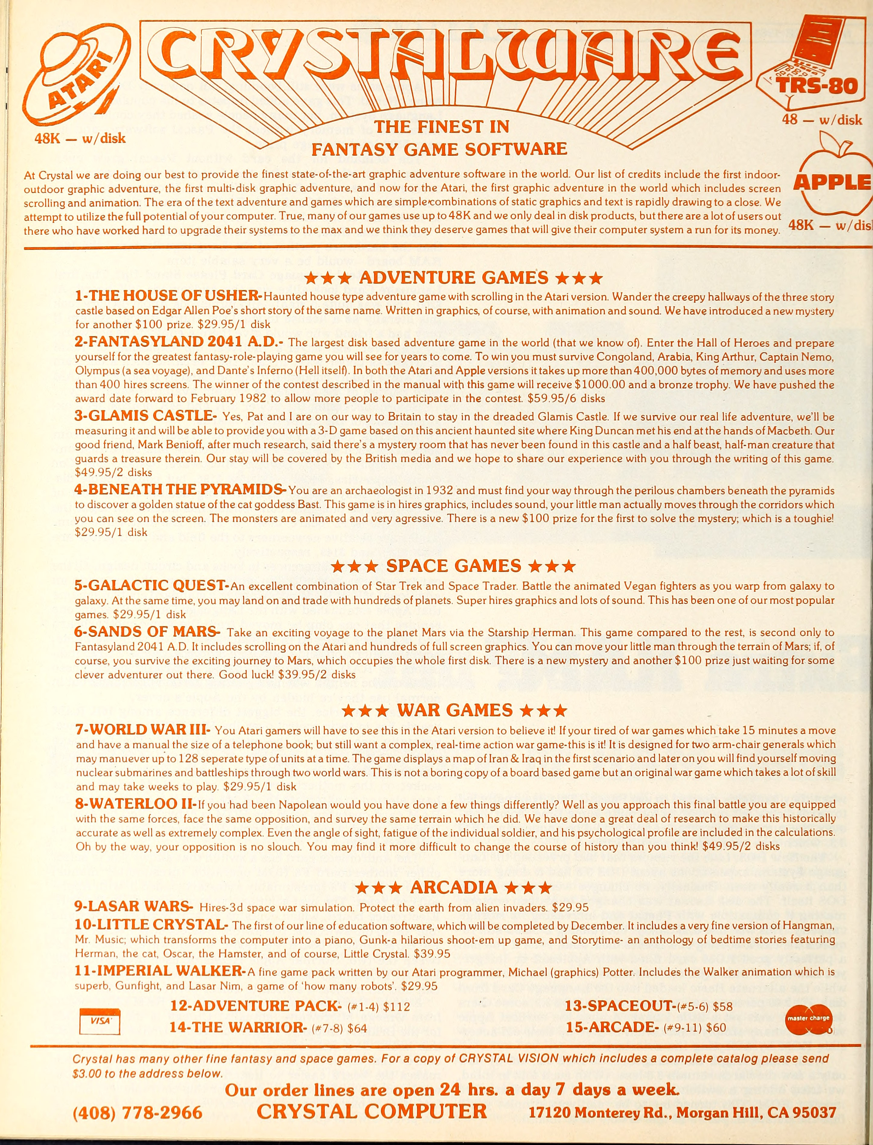 CRYSTALWARE
ATARI
48K — w/disk
TRS-80
48 — w/disk
THE FINEST IN
FANTASY GAME SOFTWARE
APPLE
48K — w/dis
At Crystal we are doing our best to provide the finest state-of-the-art graphic adventure software in the world. Our list of credits include the first indoor-
outdoor graphic adventure, the first multi-disk graphic adventure, and now for the Atari, the first graphic adventure in the world which includes screen
scrolling and animation. The era of the text adventure and games which are simple combinations of static graphics and text is rapidly drawing to a close. We
attempt to utilize the full potential of your computer. True, many of our games use up to 48K and we only deal in disk products, but there are a lot of users out
there who have worked hard to upgrade their systems to the max and we think they deserve games that will give their computer system a run for its money.
★★★ ADVENTURE GAMES ★★★
1-THE HOUSE OF USHER-Haunted house type adventure game with scrolling in the Atari version. Wander the creepy hallways of the three story
castle based on Edgar Allen Poe's short story of the same name. Written in graphics, of course, with animation and sound. We have introduced a new mystery
for another $100 prize. $29.95/1 disk
2-FANTASYLAND 2041 A.D.- The largest disk based adventure game in the world (that we know of). Enter the Hall of Heroes and prepare
yourself for the greatest fantasy-role-playing game you will see for years to come. To win you must survive Congoland, Arabia, King Arthur, Captain Nemo,
Olympus (a sea voyage), and Dante's Inferno (Hell itself). In both the Atari and Apple versions it takes up more than 400,000 bytes of memory and uses more
than 400 hires screens. The winner of the contest described in the manual with this game will receive $1000.00 and a bronze trophy. We have pushed the
award date forward to February 1982 to allow more people to participate in the contest. $59.95/6 disks
3-GLAMIS CASTLE- Yes, Pat and I are on our way to Britain to stay in the dreaded Glamis Castle. If we survive our real life adventure, we'll be
measuring it and will be able to provide you with a 3-D game based on this ancient haunted site where King Duncan met his end at the hands of Macbeth. Our
good friend, Mark Benioff, after much research, said there's a mystery room that has never been found in this castle and a half beast, half-man creature that
guards a treasure therein. Our stay will be covered by the British media and we hope to share our experience with you through the writing of this game.
$49.95/2 disks
4-BENEATH THE PYRAMIDS-You are an archaeologist in 1932 and must find your way through the perilous chambers beneath the pyramids
to discover a golden statue of the cat goddess Bast. This game is in hires graphics, includes sound, your little man actually moves through the corridors which
you can see on the screen. The monsters are animated and very agressive. There is a new $100 prize for the first to solve the mystery; which is a toughie!
$29.95/1 disk
★★★ SPACE GAMES ★★★
5-GALACTIC QUEST-An excellent combination of Star Trek and Space Trader. Battle the animated Vegan fighters as you warp from galaxy to
galaxy. At the same time, you may land on and trade with hundreds of planets. Super hires graphics and lots of sound. This has been one of our most popular
games. $29.95/1 disk
6-SANDS OF MARS- Take an exciting voyage to the planet Mars via the Starship Herman. This game compared to the rest, is second only to
Fantasyland 2041 A.D. It includes scrolling on the Atari and hundreds of full screen graphics. You can move your little man through the terrain of Mars; if, of
course, you survive the exciting journey to Mars, which occupies the whole first disk. There is a new mystery and another $100 prize just waiting for some
clever adventurer out there. Good luck! $39.95/2 disks
★★★ WAR GAMES ★★★
7-WORLD WAR III- You Atari gamers will have to see this in the Atari version to believe it! If your tired of war games which take 15 minutes a move
and have a manual the size of a telephone book; but still want a complex, real-time action war game-this is it! It is designed for two arm-chair generals which
may manuever up to 128 seperate type of units at a time. The game displays a map of Iran & Iraq in the first scenario and later on you will find yourself moving
nuclear submarines and battleships through two world wars. This is not a boring copy of a board based game but an original war game which takes a lot of skill
and may take weeks to play. $29.95/1 disk
8-WATERLOO II-If you had been Napolean would you have done a few things differently? Well as you approach this final battle you are equipped
with the same forces, face the same opposition, and survey the same terrain which he did. We have done a great deal of research to make this historically
accurate as well as extremely complex. Even the angle of sight, fatigue of the individual soldier, and his psychological profile are included in the calculations.
Oh by the way, your opposition is no slouch. You may find it more difficult to change the course of history than you think! $49.95/2 disks
★★★ ARCADIA ★★★
9-LASAR WARS- Hires-3d space war simulation. Protect the earth from alien invaders. $29.95
10-LITTLE CRYSTAL- The first of our line of education software, which will be completed by December. It includes a very fine version of Hangman,
Mr. Music; which transforms the computer into a piano, Gunk-a hilarious shoot-em up game, and Storytime- an anthology of bedtime stories featuring
Herman, the cat, Oscar, the Hamster, and of course, Little Crystal. $39.95
11-IMPERIAL WALKER-A fine game pack written by our Atari programmer, Michael (graphics) Potter. Includes the Walker animation which is
superb, Gunfight, and Lasar Nim, a game of 'how many robots'. $29.95
12-ADVENTURE PACK- (#1-4) $112
13-SPACEOUT-(#5-6) $58
VISA
14-THE WARRIOR- (#7-8) $64
15-ARCADE- (#9-11) $60
master charge
Crystal has many other fine fantasy and space games. For a copy of CRYSTAL VISION which includes a complete catalog please send
$3.00 to the address below.
Our order lines are open 24 hrs. a day 7 days a week.
(408) 778-2966 CRYSTAL COMPUTER 17120 Monterey Rd., Morgan Hill, CA 95037